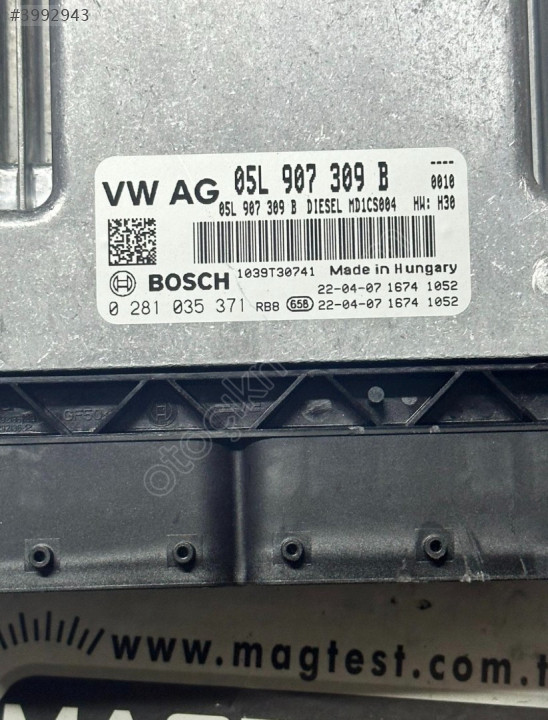 #3992943
VW AG 05L 907 309 B
---- 0010
05L 907 309 B DIESEL MD1CS004 HW: H30
BOSCH 1039T30741 Made in Hungary
22-04-07 1674 1052
0 281 035 371 RB8 658 22-04-07 1674 1052
www.magtest.com.t